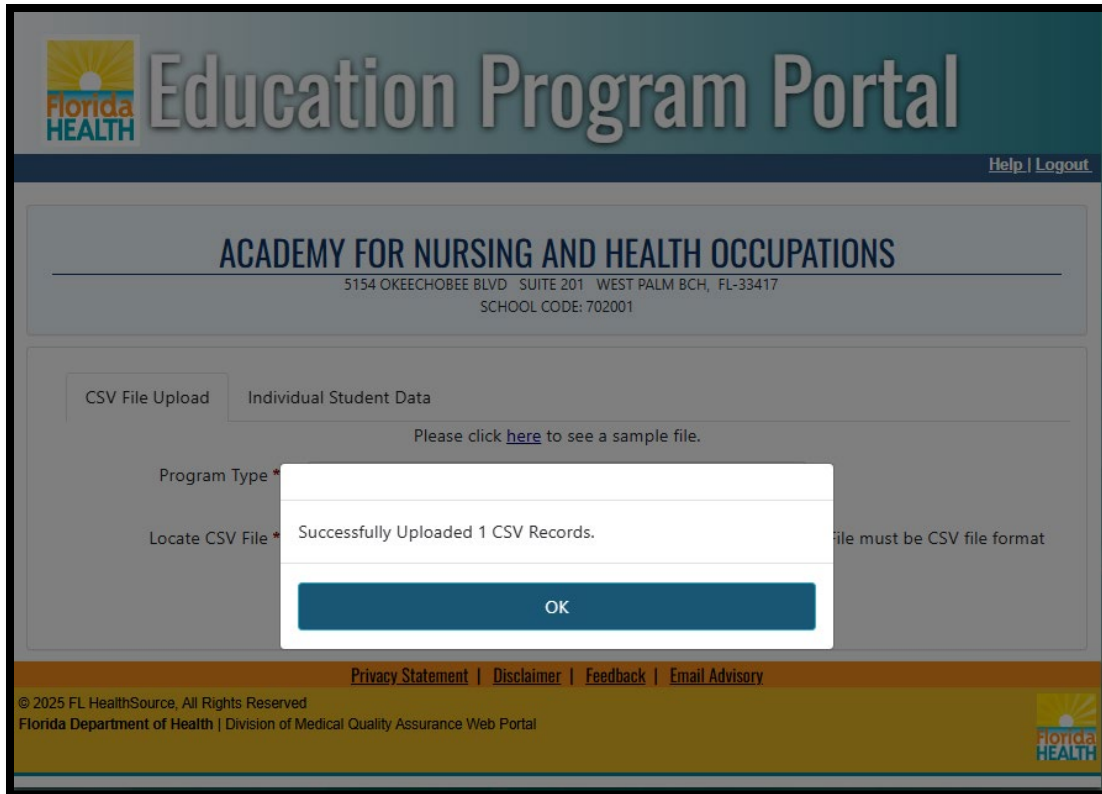 Florida
HEALTH
Education Program Portal
Help | Logout
ACADEMY FOR NURSING AND HEALTH OCCUPATIONS
5154 OKEECHOBEE BLVD SUITE 201 WEST PALM BCH, FL-33417
SCHOOL CODE: 702001
CSV File Upload Individual Student Data
Please click here to see a sample file.
Program Type *
Locate CSV File * File must be CSV file format
Successfully Uploaded 1 CSV Records.
OK
Privacy Statement | Disclaimer | Feedback | Email Advisory
© 2025 FL HealthSource, All Rights Reserved
Florida Department of Health | Division of Medical Quality Assurance Web Portal
Florida
HEALTH